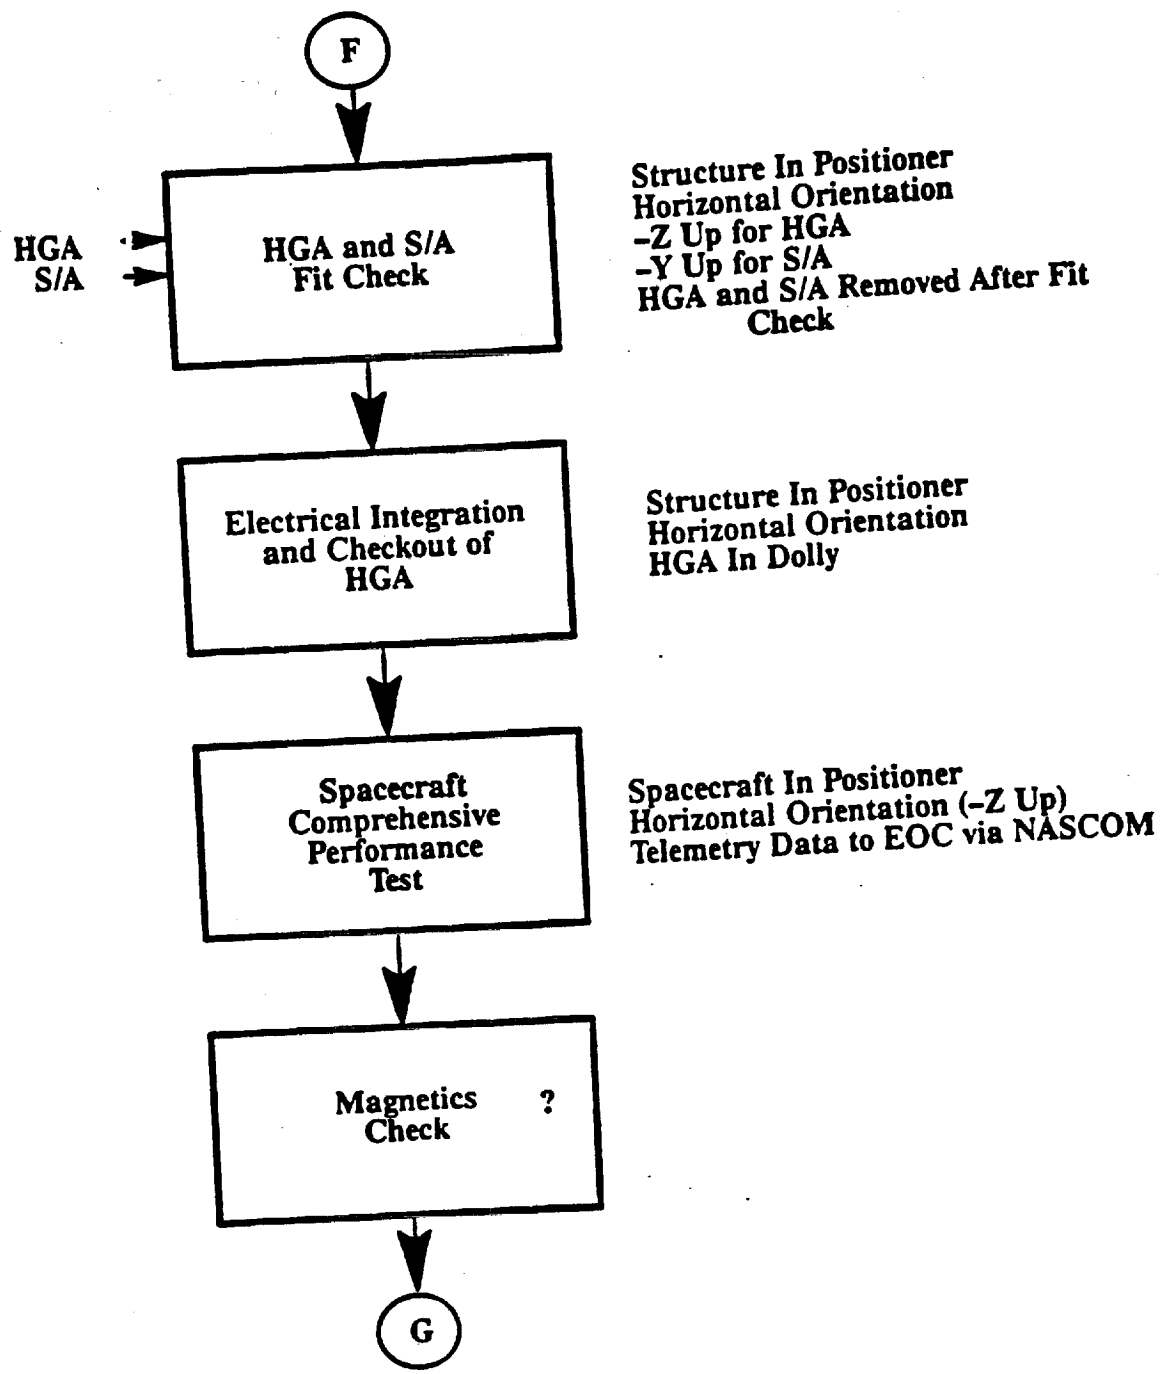 F
HGA
S/A
HGA and S/A
Fit Check
Structure In Positioner
Horizontal Orientation
–Z Up for HGA
–Y Up for S/A
HGA and S/A Removed After Fit
Check
Electrical Integration
and Checkout of
HGA
Structure In Positioner
Horizontal Orientation
HGA In Dolly
Spacecraft
Comprehensive
Performance
Test
Spacecraft In Positioner
Horizontal Orientation (–Z Up)
Telemetry Data to EOC via NASCOM
Magnetics ?
Check
G